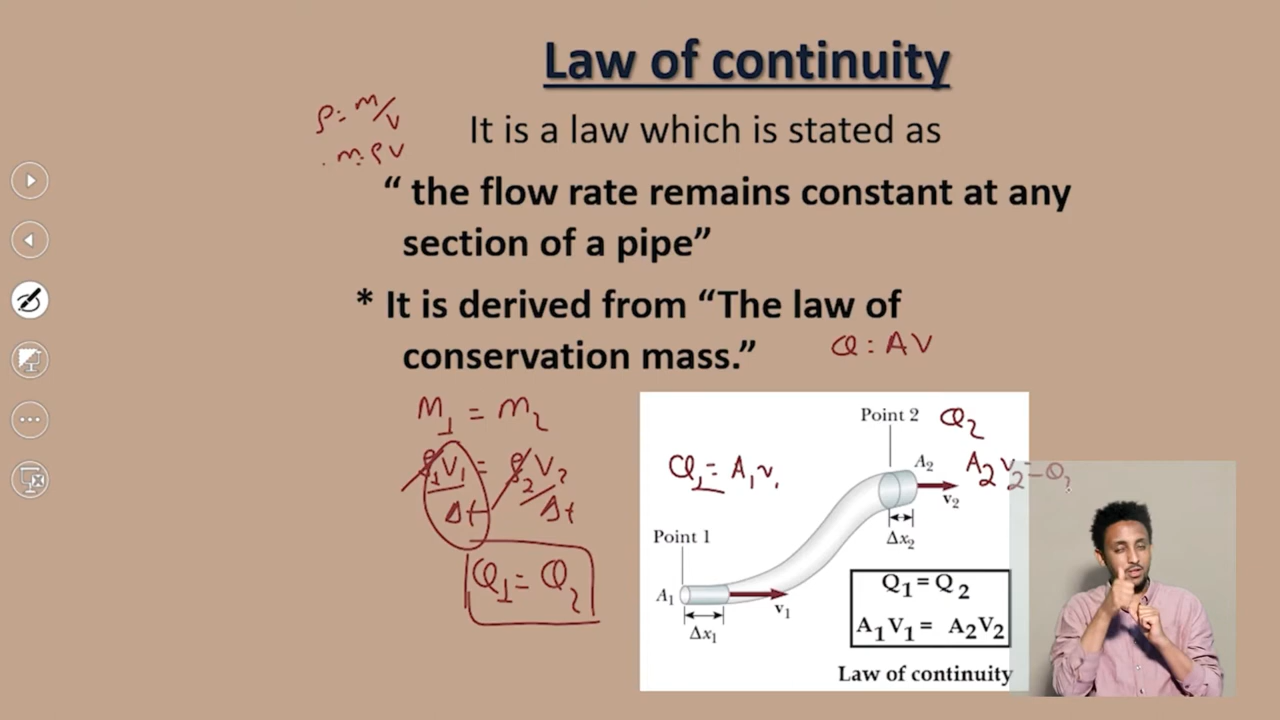 Law of continuity
ρ = m/v
m = ρ v
It is a law which is stated as
“ the flow rate remains constant at any
section of a pipe”
* It is derived from “The law of
conservation mass.”
Q = A V
M₁ = m₂
ρ₁V₁/Δt = ρ₂V₂/Δt
Q₁ = Q₂
Point 2
Q₂
Q₁ = A₁v₁
A₂
A₂V₂ = Q₂
v₂
Δx₂
Point 1
A₁
v₁
Δx₁
Q₁ = Q₂
A₁V₁ = A₂V₂
Law of continuity